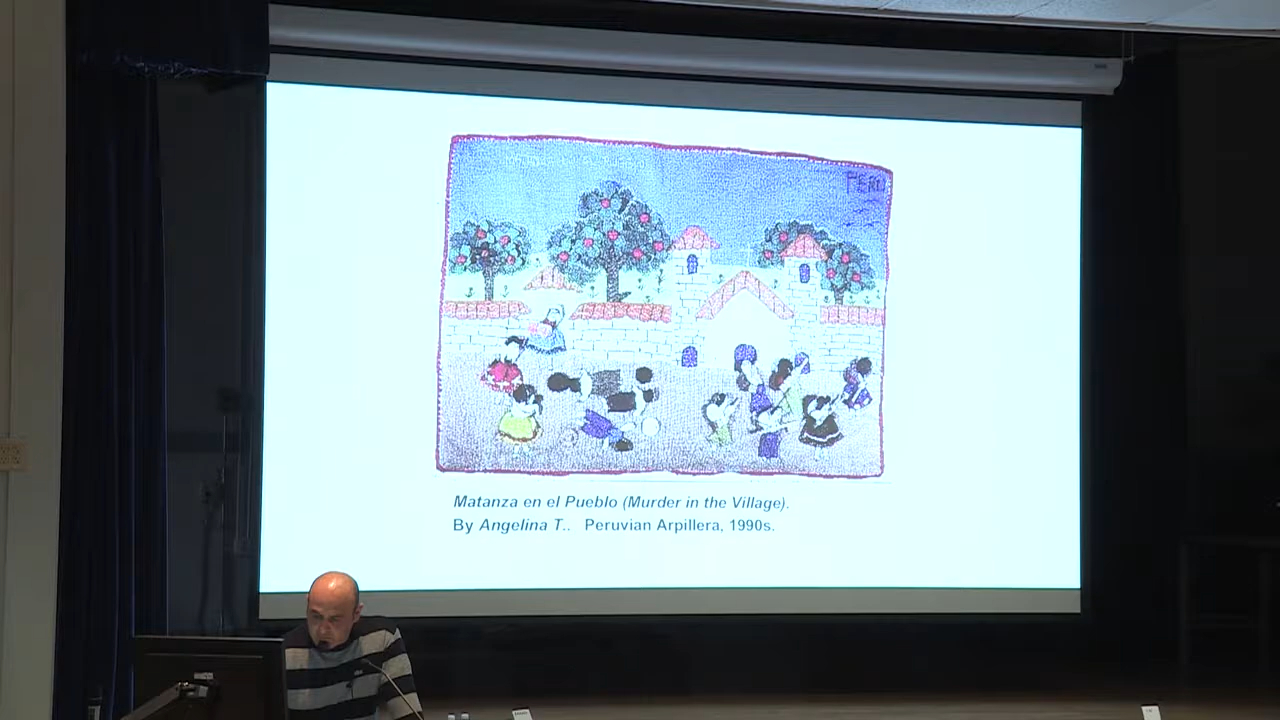 PERU
Matanza en el Pueblo (Murder in the Village).
By Angelina T.. Peruvian Arpillera, 1990s.